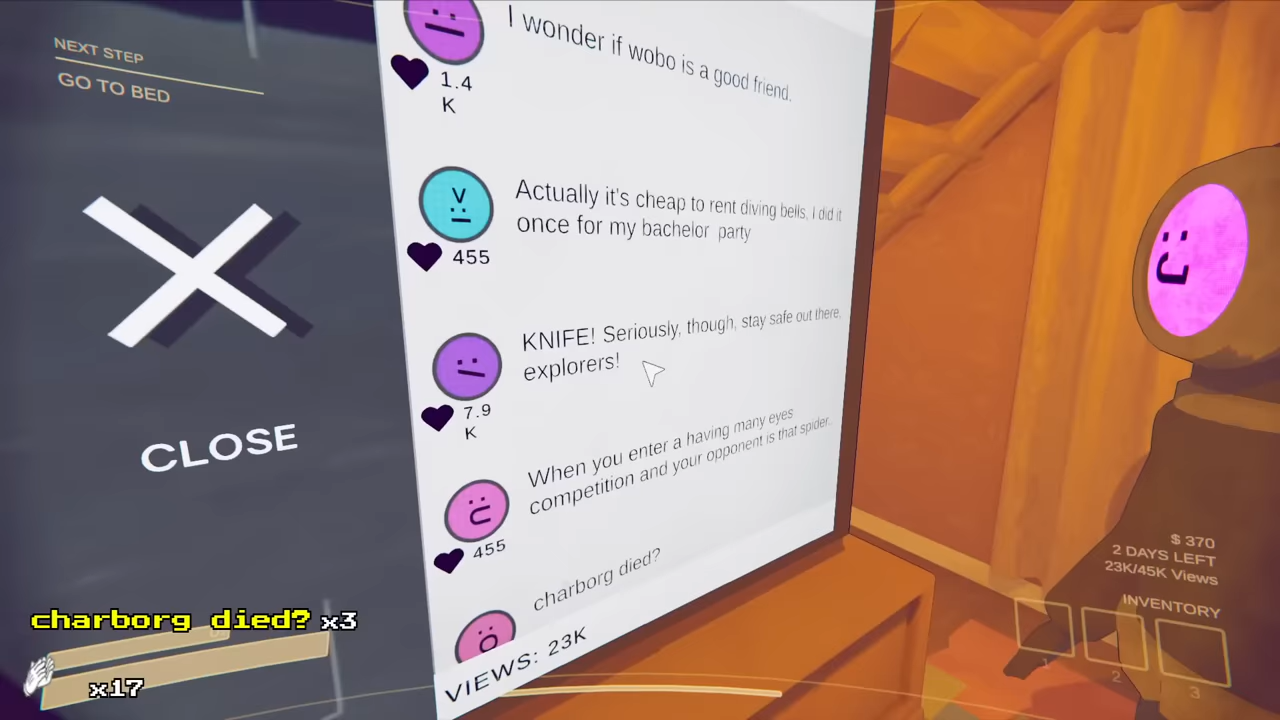 NEXT STEP
GO TO BED
CLOSE
charborg died? x3
x17
I wonder if wobo is a good friend.
1.4
K
Actually it's cheap to rent diving bells, I did it
once for my bachelor party
455
KNIFE! Seriously, though, stay safe out there,
explorers!
7.9
K
When you enter a having many eyes
competition and your opponent is that spider.
455
charborg died?
VIEWS: 23K
$ 370
2 DAYS LEFT
23K/45K Views
INVENTORY
1
2
3